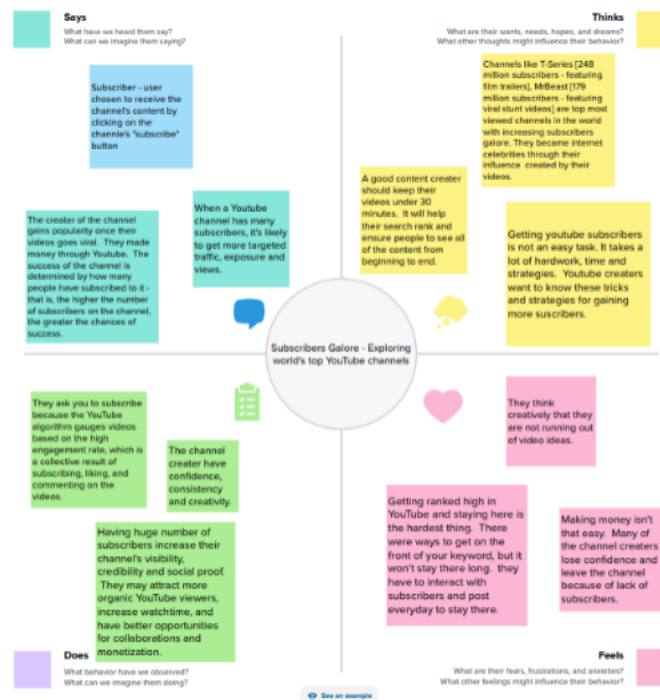 Says
What have we heard them say?
What can we imagine them saying?
Thinks
What are their wants, needs, hopes, and dreams?
What other thoughts might influence their behavior?
Subscriber - user
chosen to receive the
channel's content by
clicking on the
channle's "subscribe"
button
The creater of the channel
gains popularity once their
videos goes viral. They made
money through Youtube. The
success of the channel is
determined by how many
people have subscribed to it -
that is, the higher the number
of subscribers on the channel,
the greater the chances of
success.
When a Youtube
channel has many
subscribers, it's likely
to get more targeted
traffic, exposure and
views.
Channels like T-Series [248
million subscribers - featuring
film trailers], MrBeast [179
million subscribers - featuring
viral stunt videos] are top most
viewed channels in the world
with increasing subscribers
galore. They became internet
celebrities through their
influence created by their
videos.
A good content creater
should keep their
videos under 30
minutes. It will help
their search rank and
ensure people to see all
of the content from
beginning to end.
Getting youtube subscribers
is not an easy task. It takes a
lot of hardwork, time and
strategies. Youtube creaters
want to know these tricks
and strategies for gaining
more suscribers.
Subscribers Galore - Exploring
world's top YouTube channels
They ask you to subscribe
because the YouTube
algorithm gauges videos
based on the high
engagement rate, which is
a collective result of
subscribing, liking, and
commenting on the
videos.
The channel
creater have
confidence,
consistency
and creativity.
Having huge number of
subscribers increase their
channel's visibility,
credibility and social proof.
They may attract more
organic YouTube viewers,
increase watchtime, and
have better opportunities
for collaborations and
monetization.
They think
creatively that they
are not running out
of video ideas.
Getting ranked high in
YouTube and staying here is
the hardest thing. There
were ways to get on the
front of your keyword, but it
won't stay there long. they
have to interact with
subscribers and post
everyday to stay there.
Making money isn't
that easy. Many of
the channel creaters
lose confidence and
leave the channel
because of lack of
subscribers.
Does
What behavior have we observed?
What can we imagine them doing?
Feels
What are their fears, frustrations, and anxieties?
What other feelings might influence their behavior?
See an example